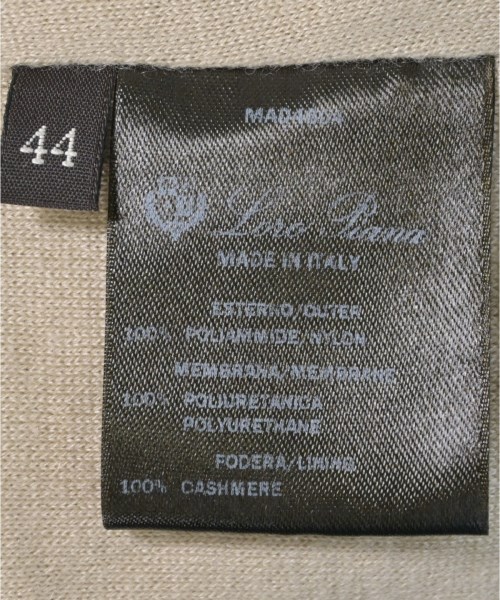 44
Loro Piana
MADE IN ITALY
ESTERNO/OUTER
100% POLIAMMIDE/NYLON
MEMBRANA/MEMBRANE
100% POLIURETANICA
POLYURETHANE
FODERA/LINING
100% CASHMERE